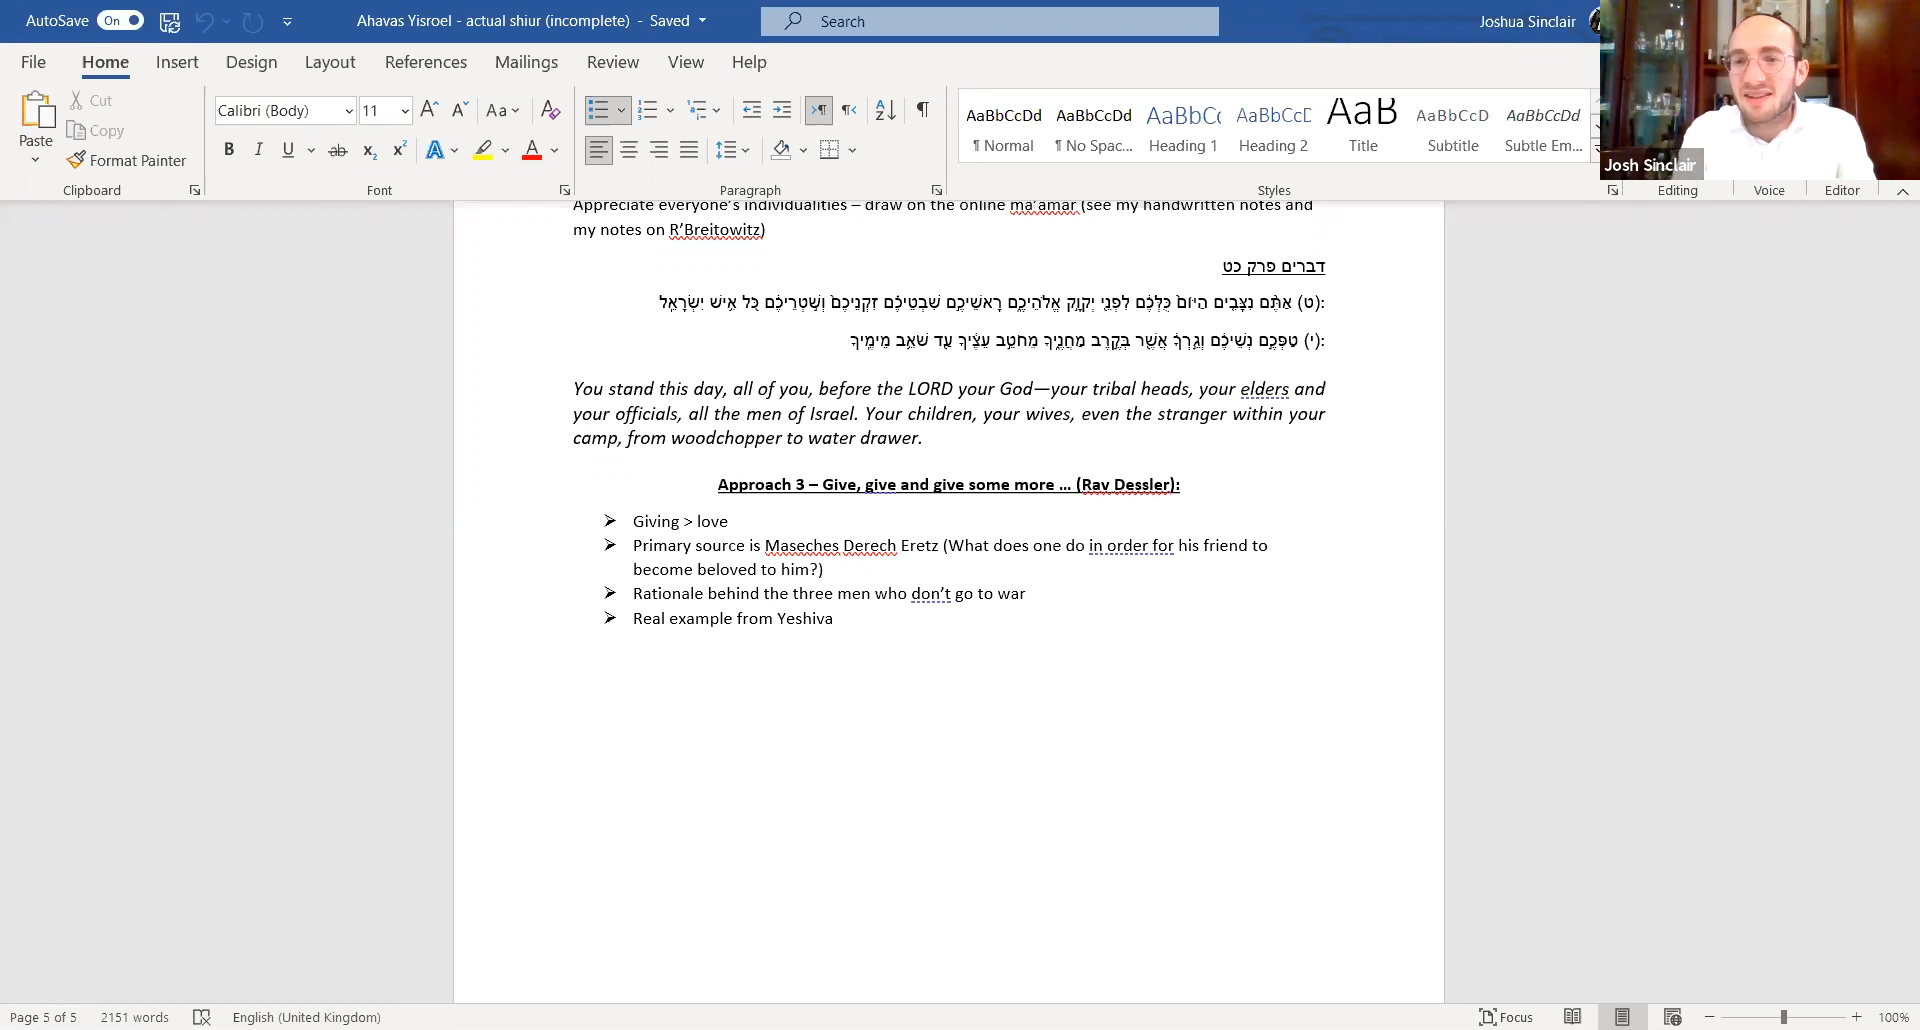 AutoSave On Ahavas Yisroel - actual shiur (incomplete) - Saved Search Joshua Sinclair
File Home Insert Design Layout References Mailings Review View Help
Paste Cut Copy Format Painter Calibri (Body) 11
AaBbCcDd AaBbCcDd AaBbCc AaBbCcD AaB AaBbCcD AaBbCcDd
¶ Normal ¶ No Spac... Heading 1 Heading 2 Title Subtitle Subtle Em...
Josh Sinclair
Clipboard Font Paragraph Styles Editing Voice Editor
Appreciate everyone's individualities – draw on the online ma'amar (see my handwritten notes and
my notes on R'Breitowitz)
דברים פרק כט
(ט) אַתֶּ֨ם נִצָּבִ֤ים הַיּוֹם֙ כֻּלְּכֶ֔ם לִפְנֵ֖י יְקֹוָ֣ק אֱלֹהֵיכֶ֑ם רָאשֵׁיכֶ֣ם שִׁבְטֵיכֶ֗ם זִקְנֵיכֶם֙ וְשֹׁ֣טְרֵיכֶ֔ם כֹּ֖ל אִ֥ישׁ יִשְׂרָאֵֽל:
(י) טַפְּכֶ֣ם נְשֵׁיכֶ֔ם וְגֵ֣רְךָ֔ אֲשֶׁ֖ר בְּקֶ֣רֶב מַחֲנֶ֑יךָ מֵחֹטֵ֣ב עֵצֶ֔יךָ עַ֖ד שֹׁאֵ֥ב מֵימֶֽיךָ:
You stand this day, all of you, before the LORD your God—your tribal heads, your elders and
your officials, all the men of Israel. Your children, your wives, even the stranger within your
camp, from woodchopper to water drawer.
Approach 3 – Give, give and give some more … (Rav Dessler):
➢ Giving > love
➢ Primary source is Maseches Derech Eretz (What does one do in order for his friend to
become beloved to him?)
➢ Rationale behind the three men who don't go to war
➢ Real example from Yeshiva
Page 5 of 5 2151 words English (United Kingdom) Focus 100%